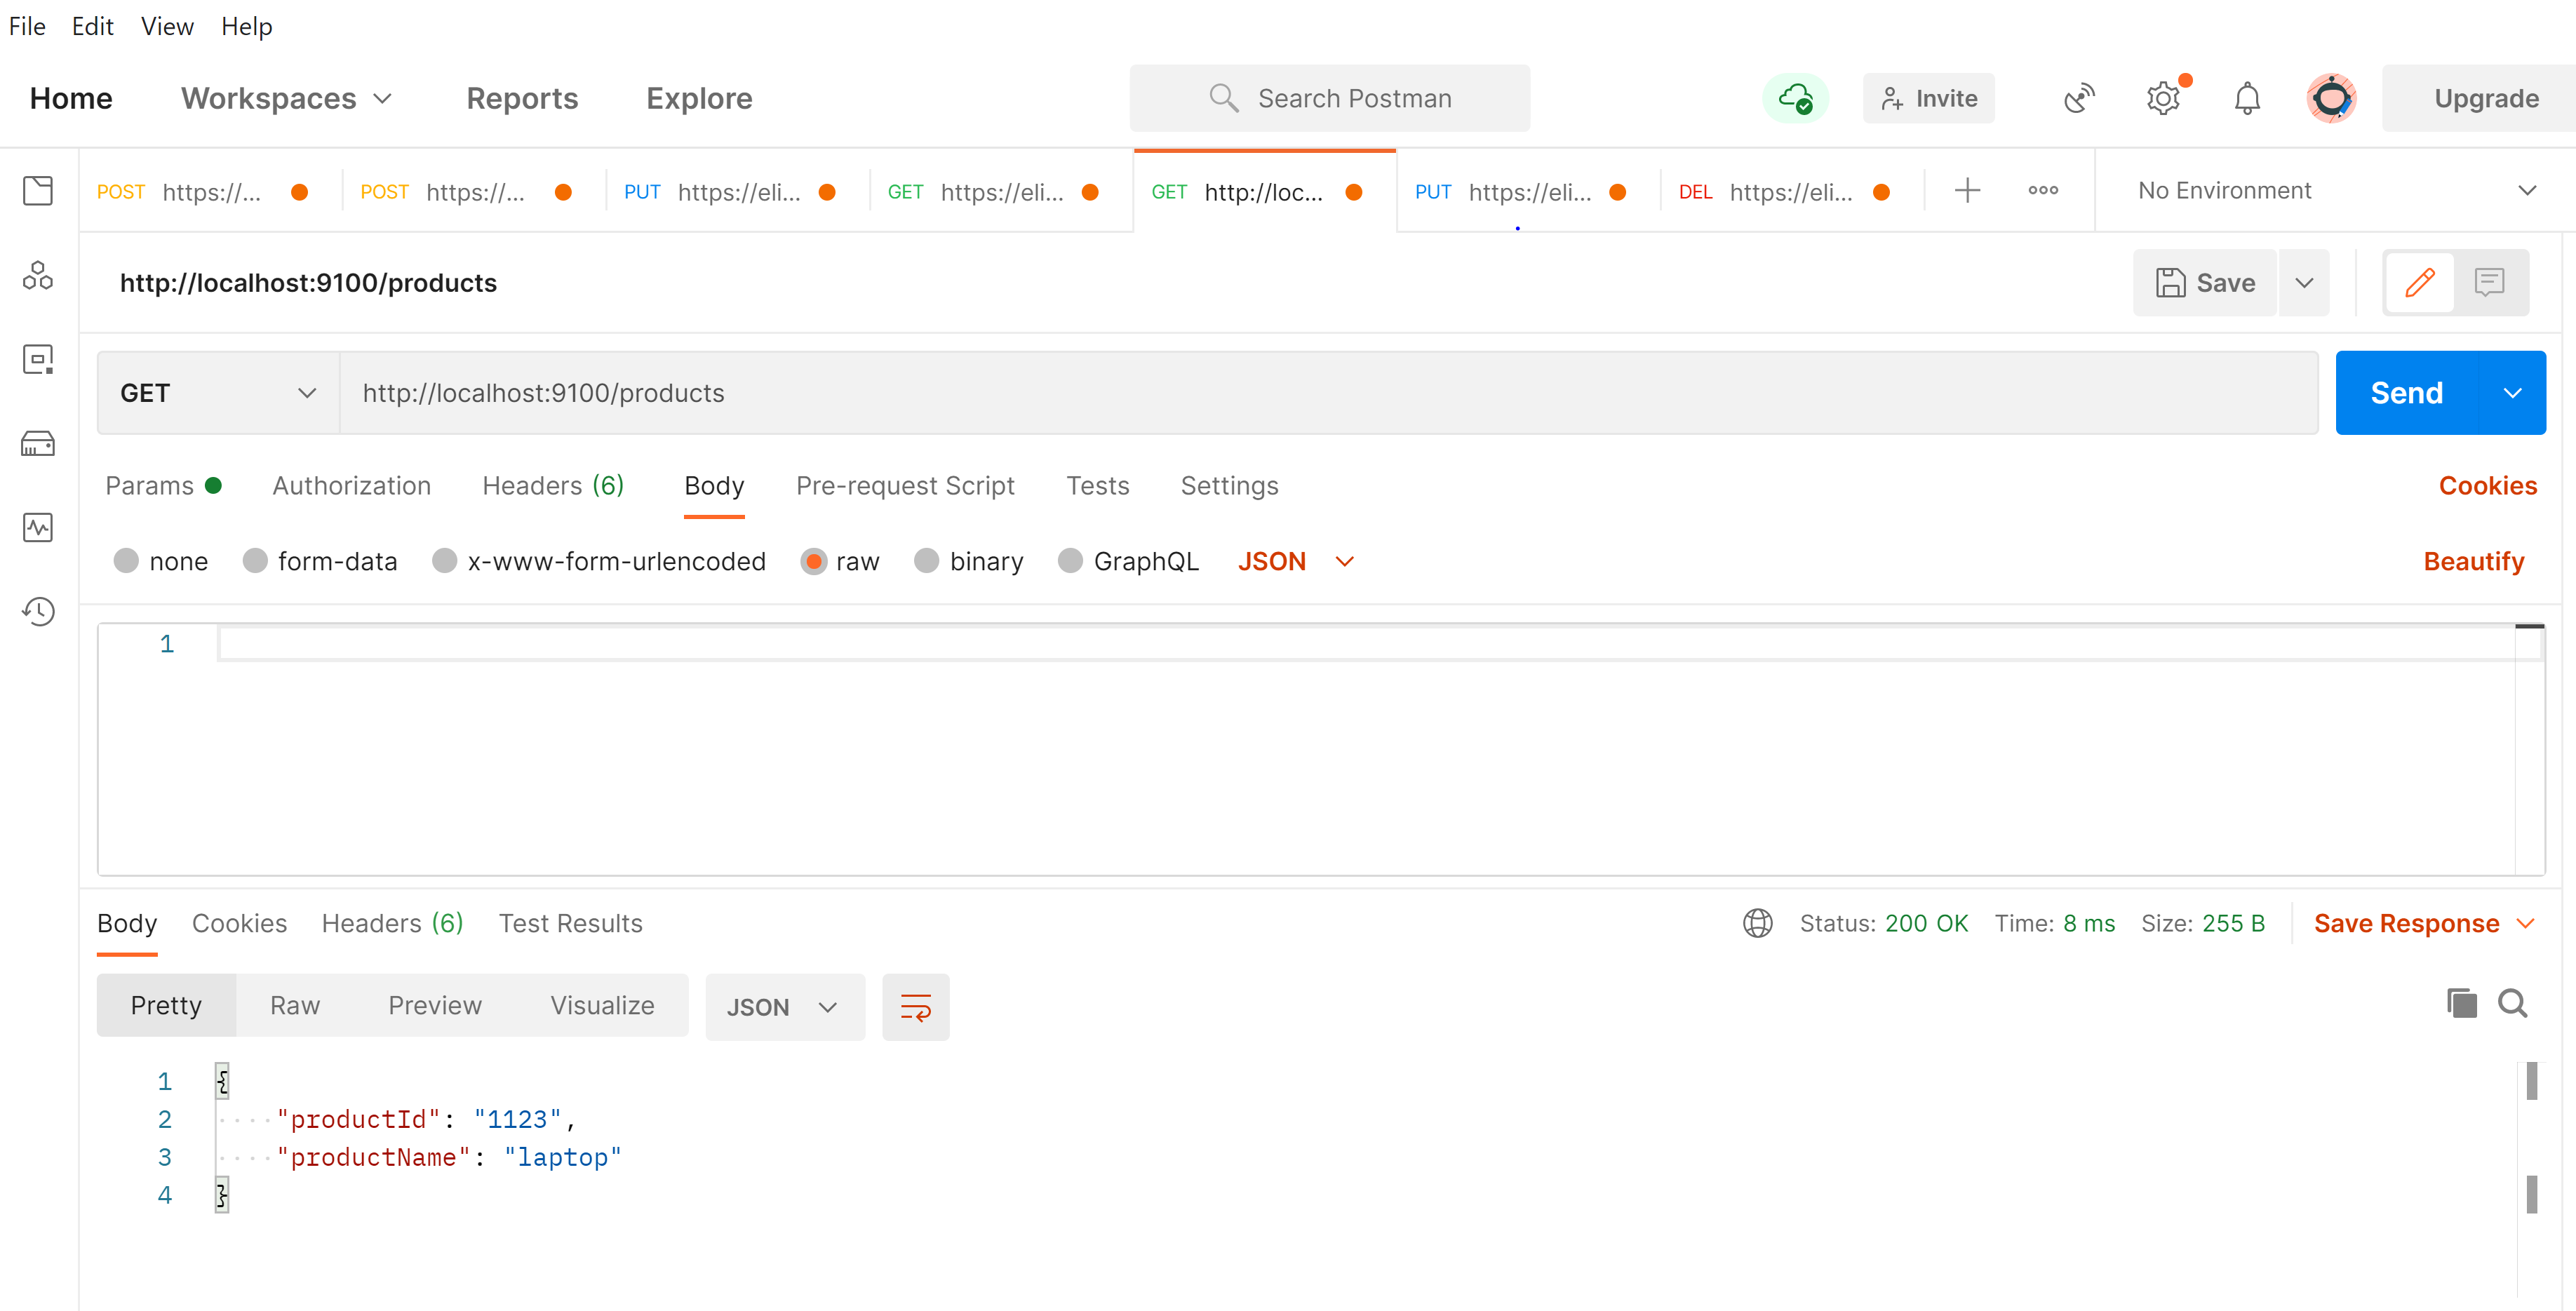 File Edit View Help
Home Workspaces Reports Explore Search Postman Invite Upgrade
POST https://... POST https://... PUT https://eli... GET https://eli... GET http://loc... PUT https://eli... DEL https://eli... No Environment
http://localhost:9100/products Save
GET http://localhost:9100/products Send
Params Authorization Headers (6) Body Pre-request Script Tests Settings Cookies
none form-data x-www-form-urlencoded raw binary GraphQL JSON Beautify
1
Body Cookies Headers (6) Test Results Status: 200 OK Time: 8 ms Size: 255 B Save Response
Pretty Raw Preview Visualize JSON
1 {
2 "productId": "1123",
3 "productName": "laptop"
4 }